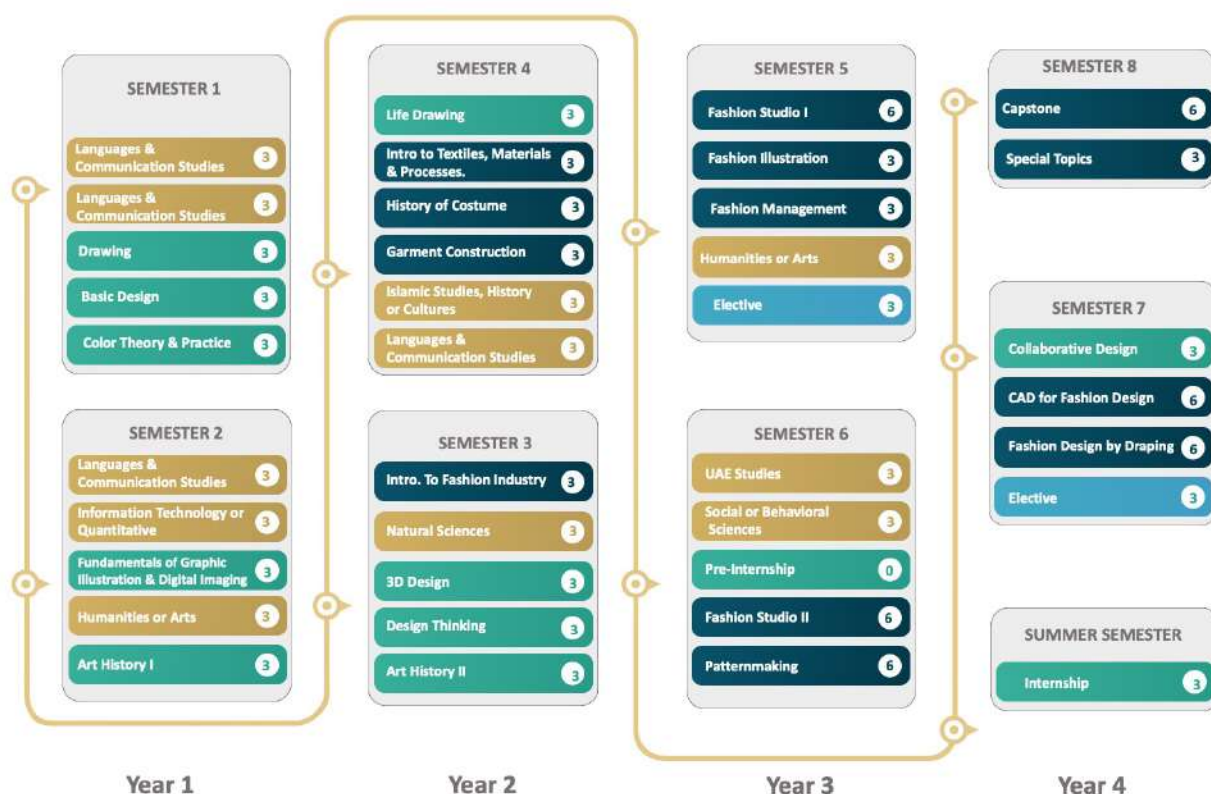 SEMESTER 1
Languages &
Communication Studies
3
Languages &
Communication Studies
3
Drawing
3
Basic Design
3
Color Theory & Practice
3
SEMESTER 2
Languages &
Communication Studies
3
Information Technology or
Quantitative
3
Fundamentals of Graphic
Illustration & Digital Imaging
3
Humanities or Arts
3
Art History I
3
Year 1
SEMESTER 4
Life Drawing
3
Intro to Textiles, Materials
& Processes.
3
History of Costume
3
Garment Construction
3
Islamic Studies, History
or Cultures
3
Languages &
Communication Studies
3
SEMESTER 3
Intro. To Fashion Industry
3
Natural Sciences
3
3D Design
3
Design Thinking
3
Art History II
3
Year 2
SEMESTER 5
Fashion Studio I
6
Fashion Illustration
3
Fashion Management
3
Humanities or Arts
3
Elective
3
SEMESTER 6
UAE Studies
3
Social or Behavioral
Sciences
3
Pre-Internship
0
Fashion Studio II
6
Patternmaking
6
Year 3
SEMESTER 8
Capstone
6
Special Topics
3
SEMESTER 7
Collaborative Design
3
CAD for Fashion Design
6
Fashion Design by Draping
6
Elective
3
SUMMER SEMESTER
Internship
3
Year 4